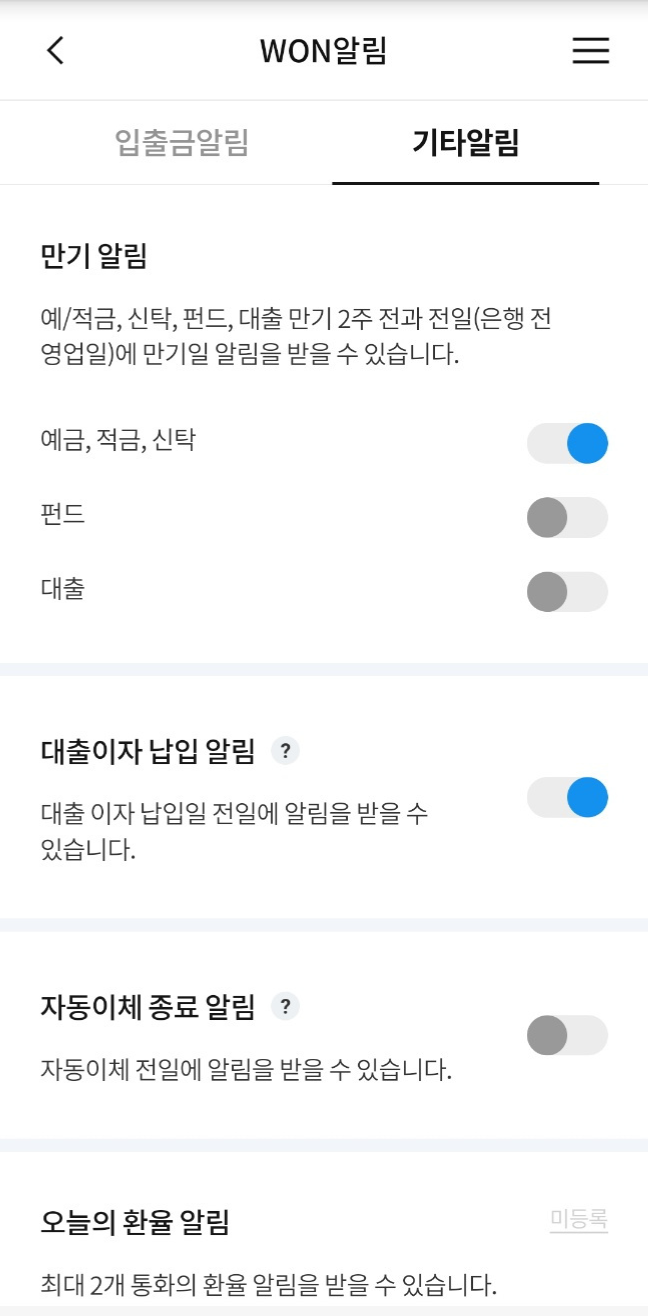 WON알림
입출금알림 기타알림
만기 알림
예/적금, 신탁, 펀드, 대출 만기 2주 전과 전일(은행 전
영업일)에 만기일 알림을 받을 수 있습니다.
예금, 적금, 신탁
펀드
대출
대출이자 납입 알림 ?
대출 이자 납입일 전일에 알림을 받을 수
있습니다.
자동이체 종료 알림 ?
자동이체 전일에 알림을 받을 수 있습니다.
오늘의 환율 알림 미등록
최대 2개 통화의 환율 알림을 받을 수 있습니다.